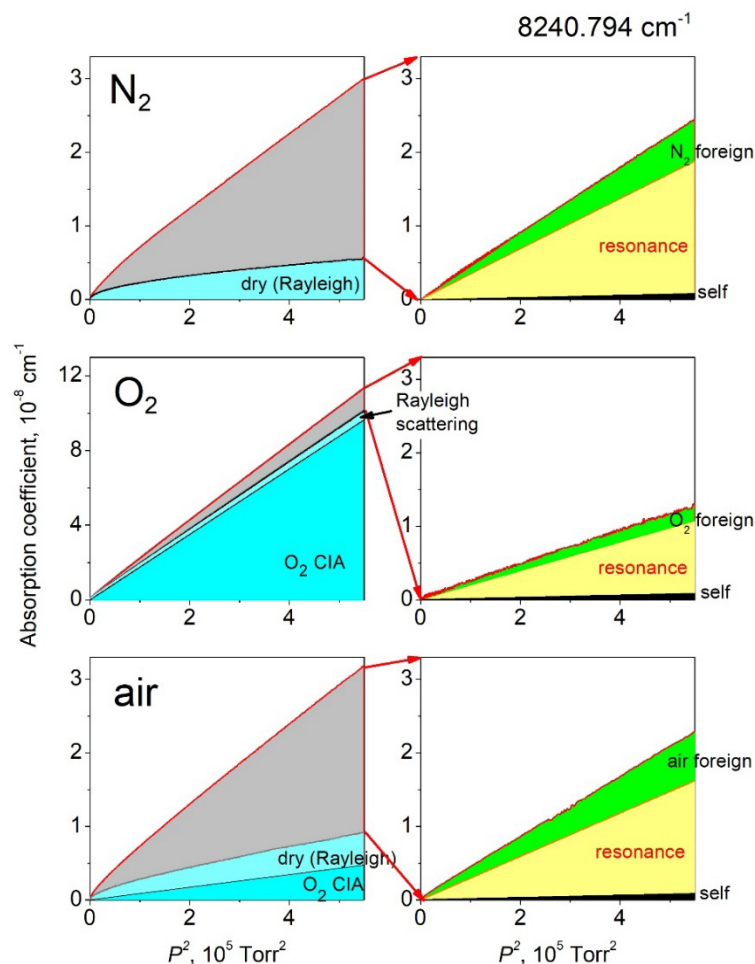 8240.794 cm⁻¹
Absorption coefficient, 10⁻⁸ cm⁻¹
3
2
1
0
0
2
4
N₂
dry (Rayleigh)
3
2
1
0
0
2
4
N₂ foreign
resonance
self
12
9
6
3
0
0
2
4
O₂
Rayleigh
scattering
O₂ CIA
3
2
1
0
0
2
4
O₂ foreign
resonance
self
3
2
1
0
0
2
4
air
dry (Rayleigh)
O₂ CIA
P², 10⁵ Torr²
3
2
1
0
0
2
4
air foreign
resonance
self
P², 10⁵ Torr²